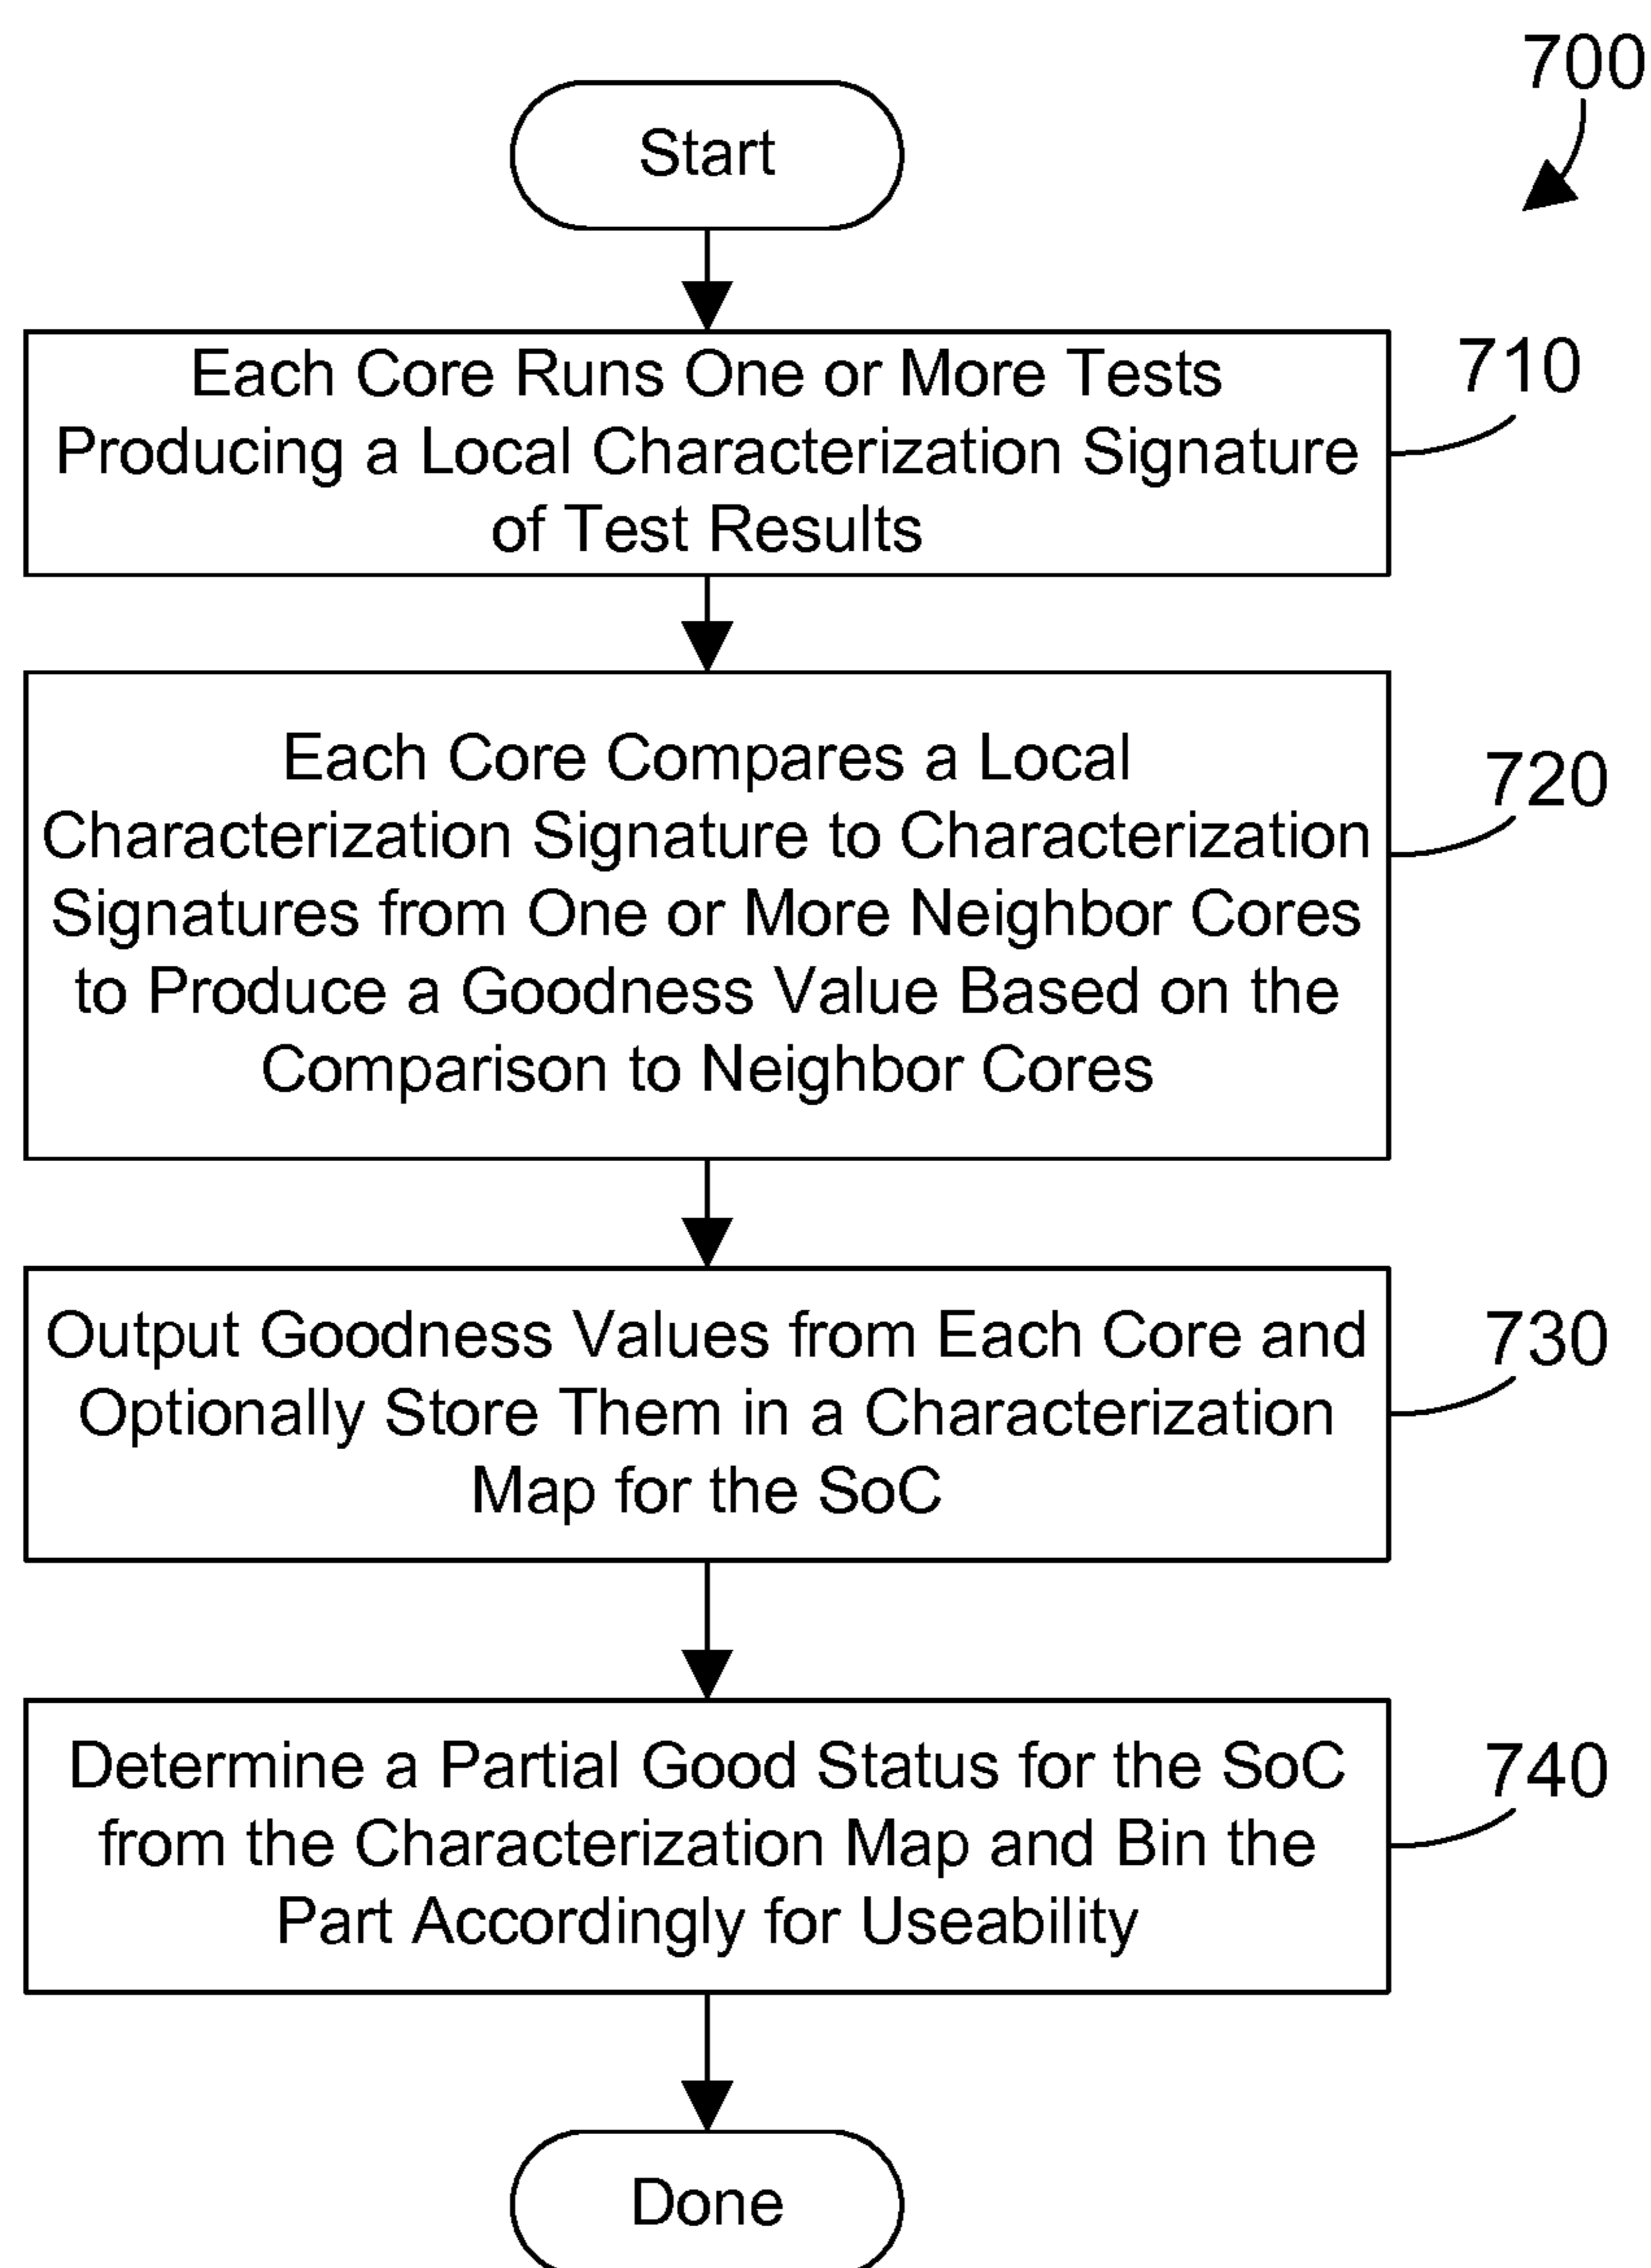 700
Start
Each Core Runs One or More Tests
Producing a Local Characterization Signature
of Test Results
710
Each Core Compares a Local
Characterization Signature to Characterization
Signatures from One or More Neighbor Cores
to Produce a Goodness Value Based on the
Comparison to Neighbor Cores
720
Output Goodness Values from Each Core and
Optionally Store Them in a Characterization
Map for the SoC
730
Determine a Partial Good Status for the SoC
from the Characterization Map and Bin the
Part Accordingly for Useability
740
Done